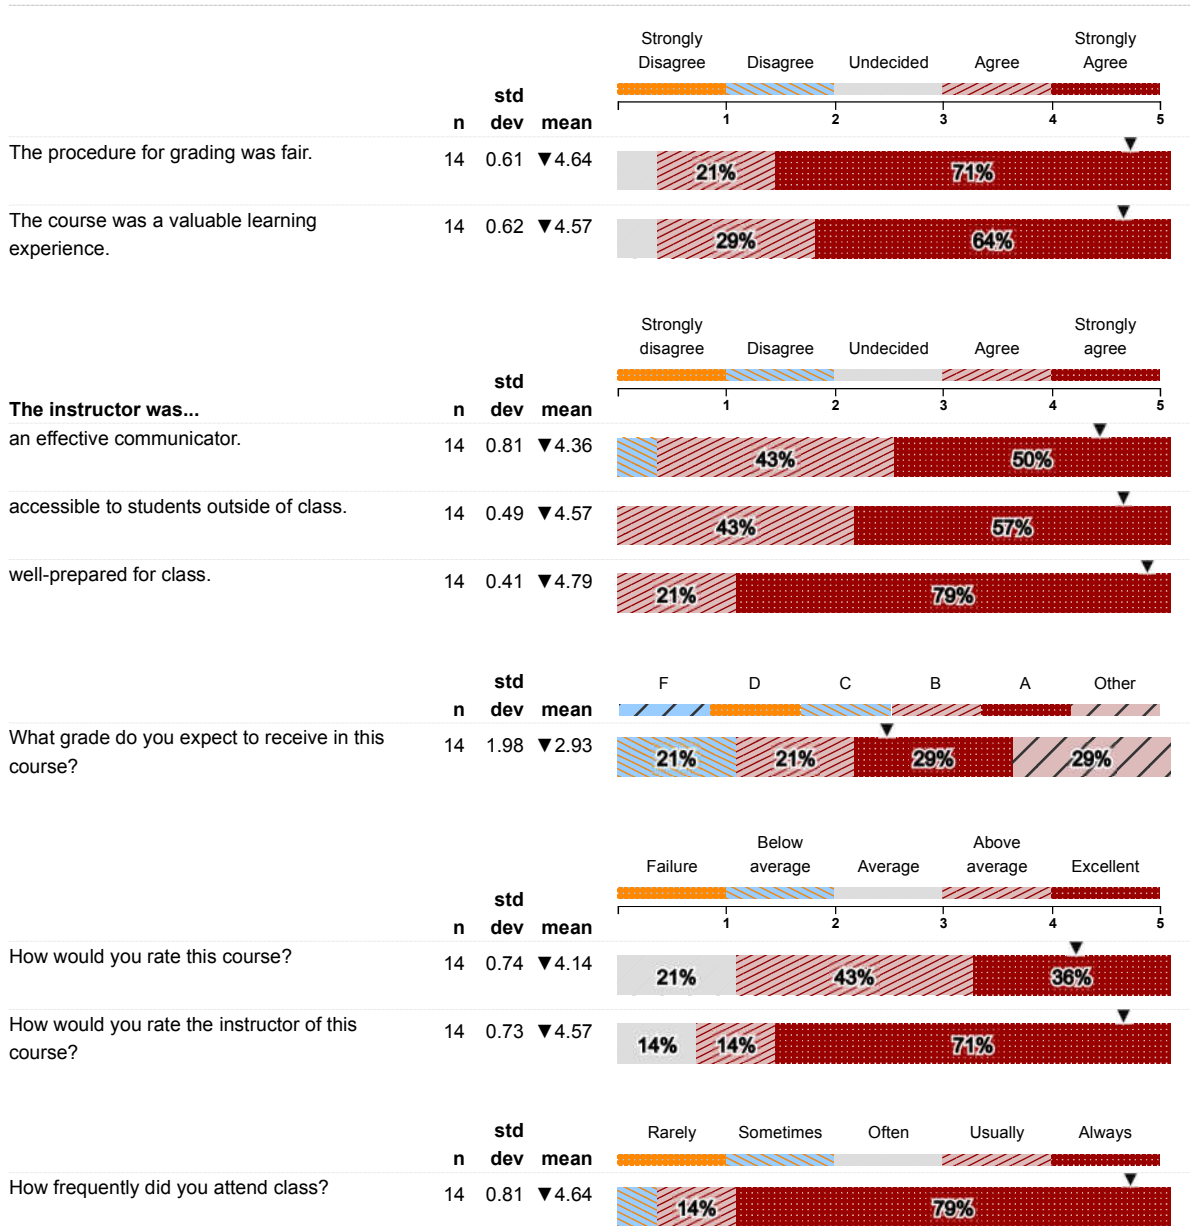 Strongly Disagree Disagree Undecided Agree Strongly Agree
n std dev mean
1 2 3 4 5
The procedure for grading was fair. 14 0.61 ▼4.64 21% 71%
The course was a valuable learning
experience. 14 0.62 ▼4.57 29% 64%
Strongly disagree Disagree Undecided Agree Strongly agree
The instructor was... n std dev mean
1 2 3 4 5
an effective communicator. 14 0.81 ▼4.36 43% 50%
accessible to students outside of class. 14 0.49 ▼4.57 43% 57%
well-prepared for class. 14 0.41 ▼4.79 21% 79%
F D C B A Other
n std dev mean
What grade do you expect to receive in this
course? 14 1.98 ▼2.93 21% 21% 29% 29%
Failure Below average Average Above average Excellent
n std dev mean
1 2 3 4 5
How would you rate this course? 14 0.74 ▼4.14 21% 43% 36%
How would you rate the instructor of this
course? 14 0.73 ▼4.57 14% 14% 71%
Rarely Sometimes Often Usually Always
n std dev mean
How frequently did you attend class? 14 0.81 ▼4.64 14% 79%